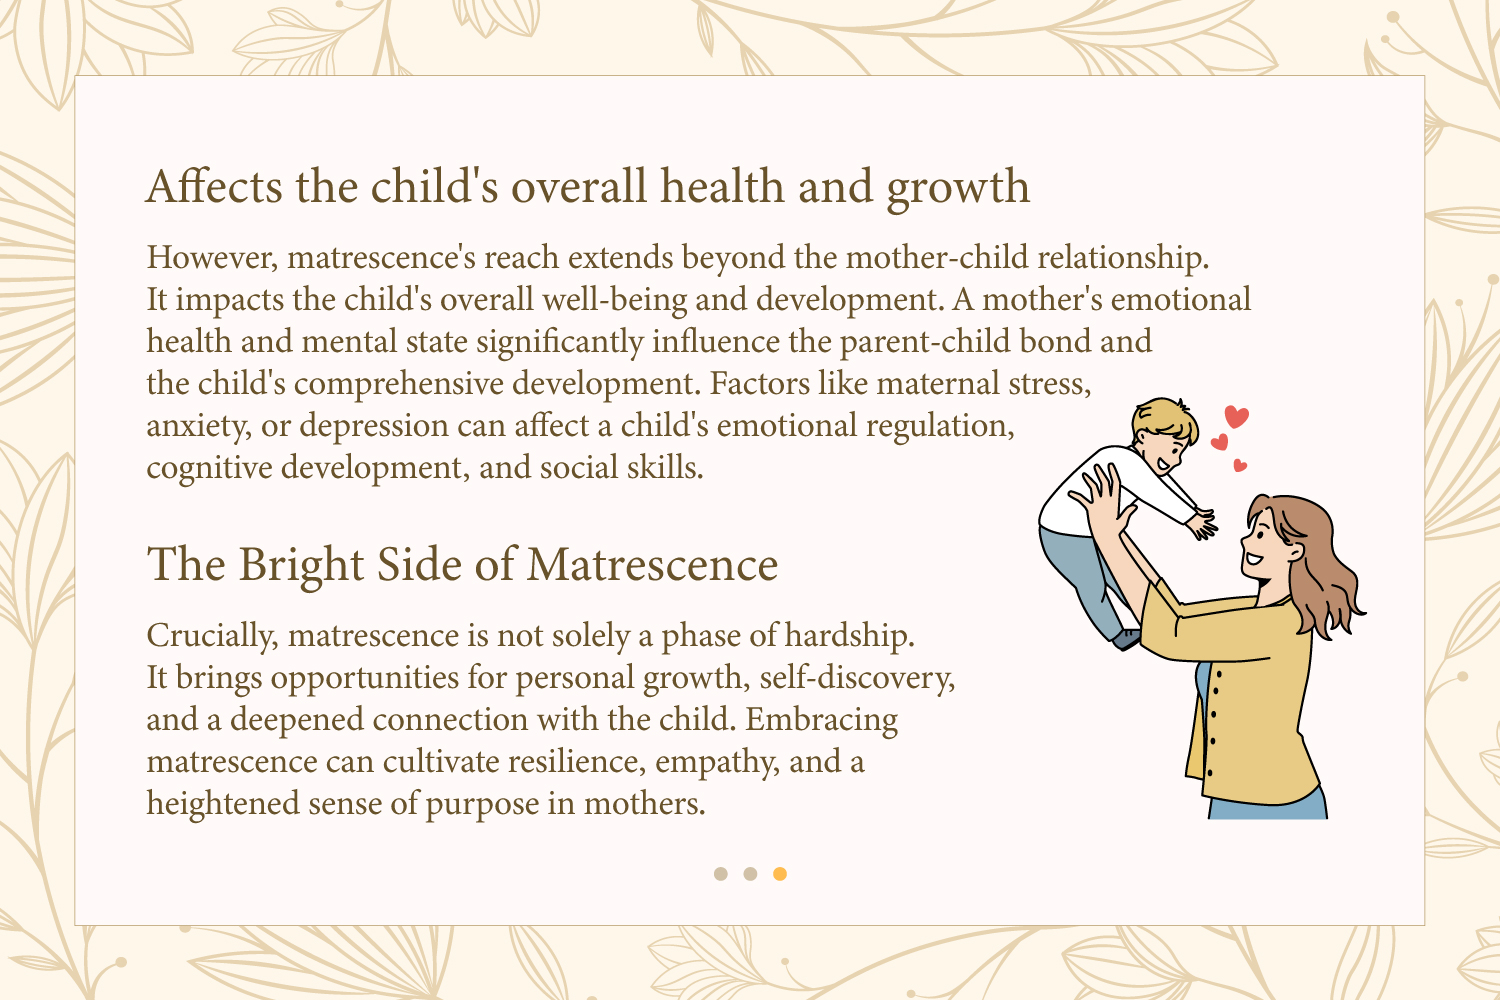 Affects the child's overall health and growth
However, matrescence's reach extends beyond the mother-child relationship.
It impacts the child's overall well-being and development. A mother's emotional
health and mental state significantly influence the parent-child bond and
the child's comprehensive development. Factors like maternal stress,
anxiety, or depression can affect a child's emotional regulation,
cognitive development, and social skills.
The Bright Side of Matrescence
Crucially, matrescence is not solely a phase of hardship.
It brings opportunities for personal growth, self-discovery,
and a deepened connection with the child. Embracing
matrescence can cultivate resilience, empathy, and a
heightened sense of purpose in mothers.